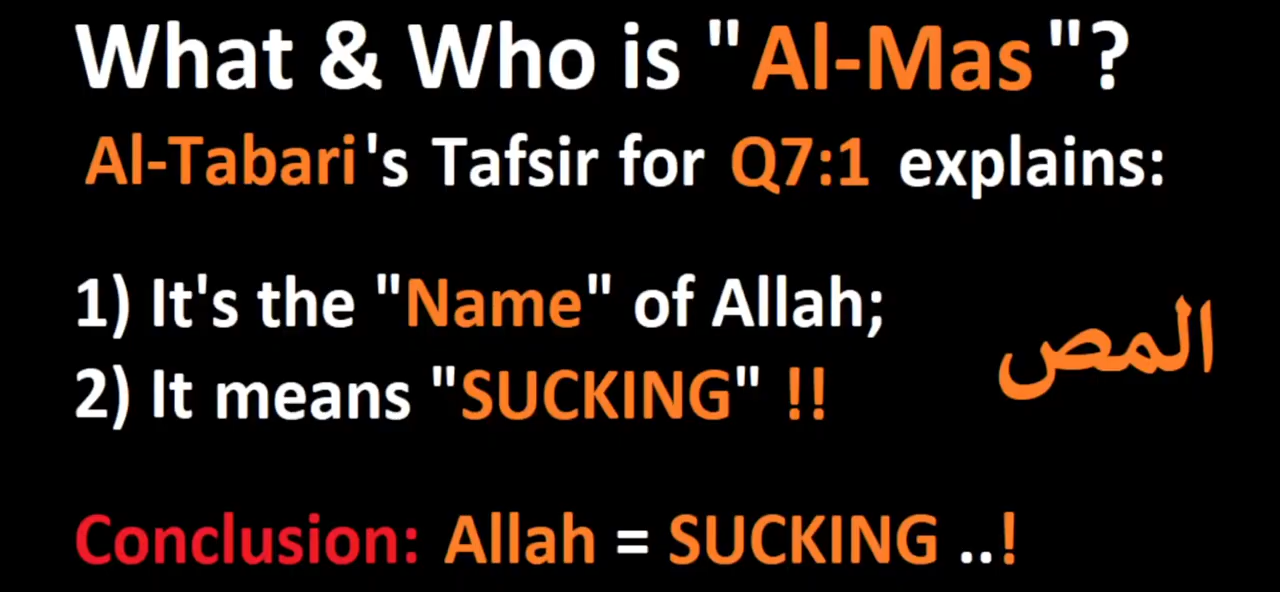 What & Who is "Al-Mas"?
Al-Tabari's Tafsir for Q7:1 explains:
1) It's the "Name" of Allah;
2) It means "SUCKING" !!
المص
Conclusion: Allah = SUCKING ..!